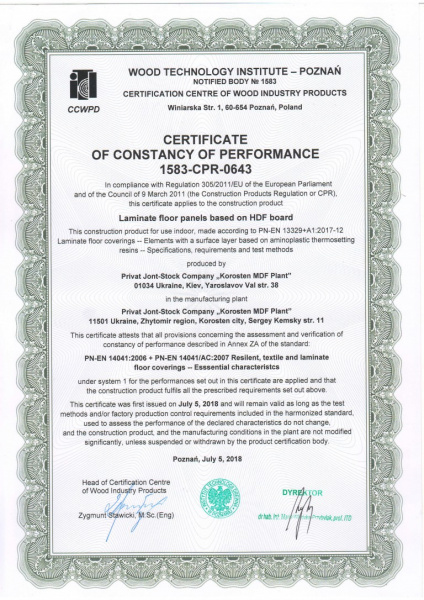 ITD
CCWPD
WOOD TECHNOLOGY INSTITUTE – POZNAŃ
NOTIFIED BODY № 1583
CERTIFICATION CENTRE OF WOOD INDUSTRY PRODUCTS
Winiarska Str. 1, 60-654 Poznań, Poland
CERTIFICATE
OF CONSTANCY OF PERFORMANCE
1583-CPR-0643
In compliance with Regulation 305/2011/EU of the European Parliament
and of the Council of 9 March 2011 (the Construction Products Regulation or CPR),
this certificate applies to the construction product
Laminate floor panels based on HDF board
This construction product for use indoor, made according to PN-EN 13329+A1:2017-12
Laminate floor coverings -- Elements with a surface layer based on aminoplastic thermosetting
resins -- Specifications, requirements and test methods
produced by
Privat Jont-Stock Company „Korosten MDF Plant"
01034 Ukraine, Kiev, Yaroslavov Val str. 38
in the manufacturing plant
Privat Jont-Stock Company „Korosten MDF Plant"
11501 Ukraine, Zhytomir region, Korosten city, Sergey Kemsky str. 11
This certificate attests that all provisions concerning the assessment and verification of
constancy of performance described in Annex ZA of the standard:
PN-EN 14041:2006 + PN-EN 14041/AC:2007 Resilent, textile and laminate
floor coverings -- Esssential characteristcs
under system 1 for the performances set out in this certificate are applied and that
the construction product fulfils all the prescribed requirements set out above.
This certificate was first issued on July 5, 2018 and will remain valid as long as the test
methods and/or factory production control requirements included in the harmonized standard,
used to assess the performance of the declared characteristics do not change,
and the construction product, and the manufacturing conditions in the plant are not modified
significantly, unless suspended or withdrawn by the product certification body.
Poznań, July 5, 2018
Head of Certification Centre
of Wood Industry Products
Zygmunt Stawicki, M.Sc.(Eng)
DYREKTOR
dr hab. prof. ITD